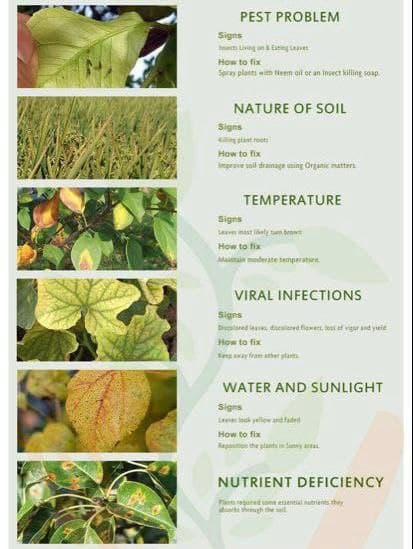 PEST PROBLEM
Signs
Insects Living on & Eating Leaves
How to fix
Spray plants with Neem oil or an Insect killing soap.
NATURE OF SOIL
Signs
Killing plant roots
How to fix
Improve soil drainage using Organic matters.
TEMPERATURE
Signs
Leaves most likely turn brown
How to fix
Maintain moderate temperature.
VIRAL INFECTIONS
Signs
Discolored leaves, discolored flowers, loss of vigor and yield
How to fix
Keep away from other plants.
WATER AND SUNLIGHT
Signs
Leaves look yellow and faded
How to fix
Reposition the plants in Sunny areas.
NUTRIENT DEFICIENCY
Plants required some essential nutrients they
absorbs through the soil.